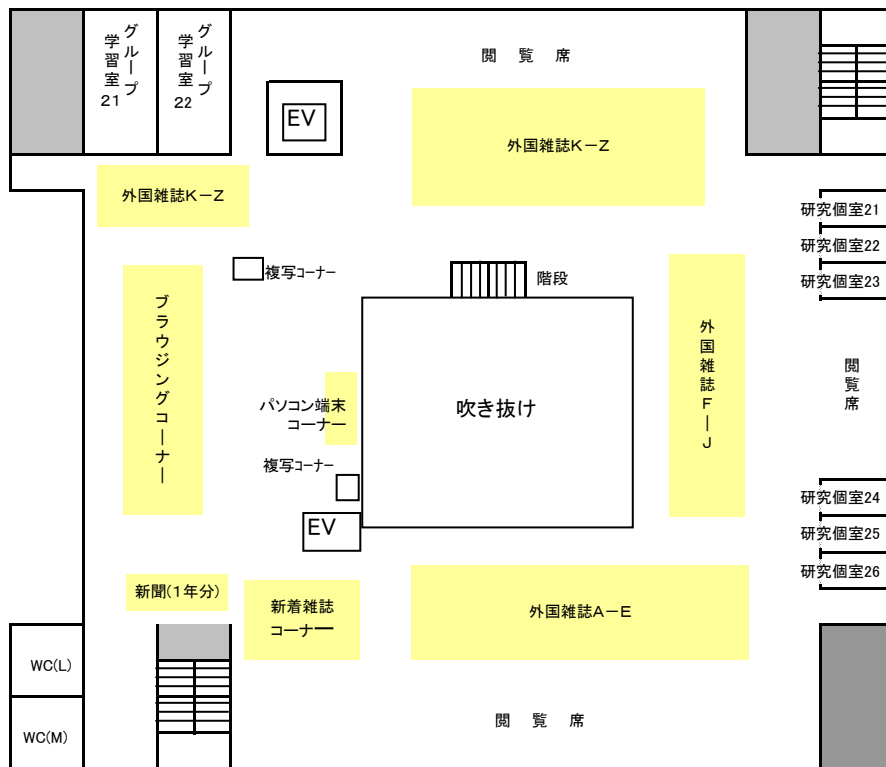 グループ
学習室
21
グループ
学習室
22
閲 覧 席
EV
外国雑誌K－Z
外国雑誌K－Z
研究個室21
研究個室22
研究個室23
複写コーナー
階段
ブラウジングコーナー
外国雑誌F－J
閲覧席
パソコン端末
コーナー
吹き抜け
複写コーナー
EV
研究個室24
研究個室25
研究個室26
新聞(1年分)
新着雑誌
コーナー
外国雑誌A－E
WC(L)
WC(M)
閲 覧 席